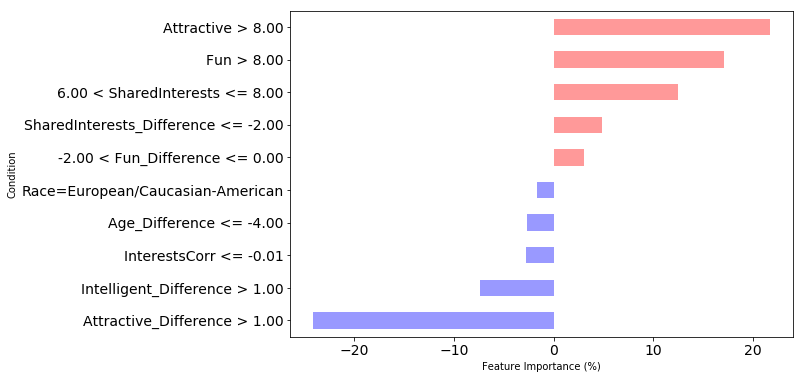 Attractive > 8.00
Fun > 8.00
6.00 < SharedInterests <= 8.00
SharedInterests_Difference <= -2.00
-2.00 < Fun_Difference <= 0.00
Race=European/Caucasian-American
Age_Difference <= -4.00
InterestsCorr <= -0.01
Intelligent_Difference > 1.00
Attractive_Difference > 1.00
Condition
−20 −10 0 10 20
Feature Importance (%)